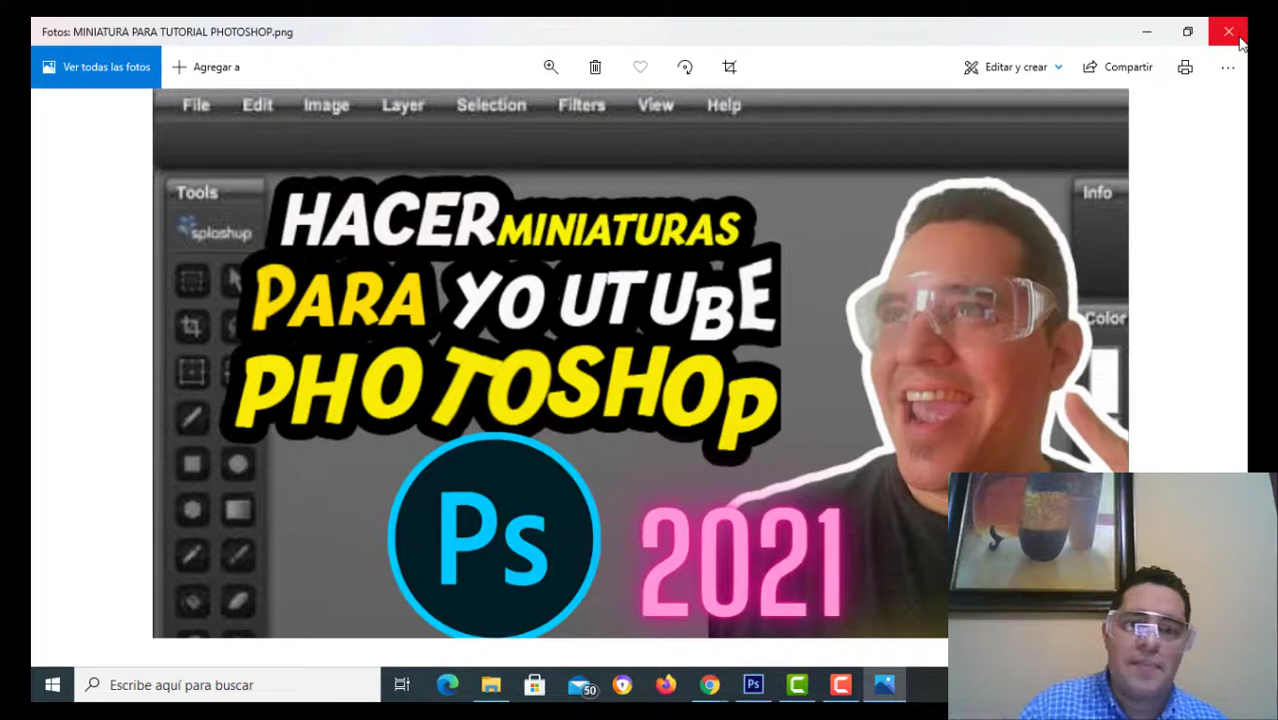 Fotos: MINIATURA PARA TUTORIAL PHOTOSHOP.png
Ver todas las fotos
Agregar a
Editar y crear
Compartir
File Edit Image Layer Selection Filters View Help
Tools
Info
splashup
HACER MINIATURAS
PARA YOUTUBE
Color
PHOTOSHOP
Ps
2021
Escribe aquí para buscar
50
Ps